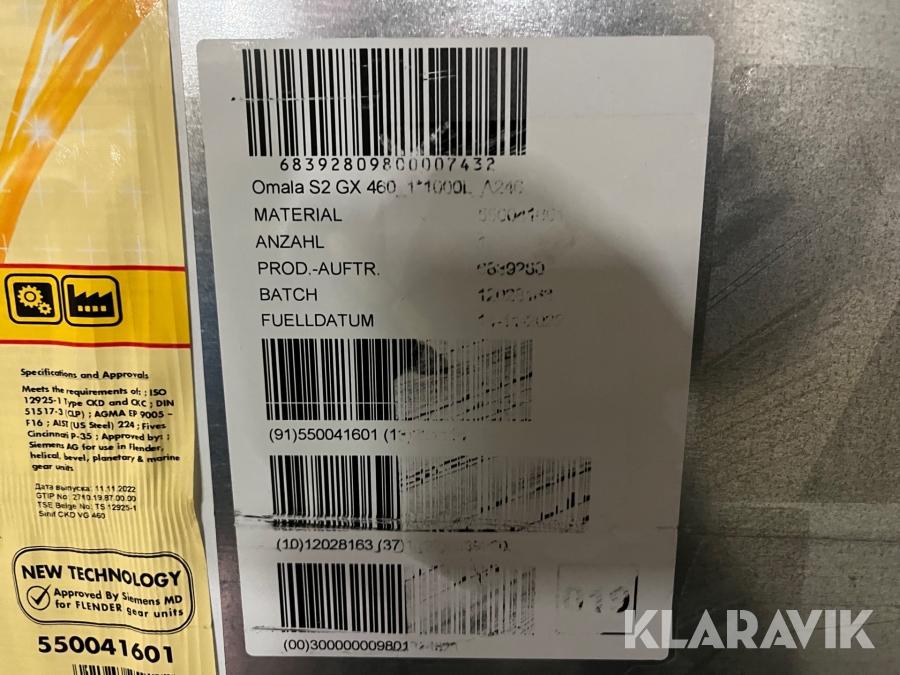 Specifications and Approvals
Meets the requirements of: ; ISO
12925-1 Type CKD and CKC ; DIN
51517-3 (CLP) ; AGMA EP 9005 -
F16 ; AIST (US Steel) 224 ; Fives
Cincinnati P-35 ; Approved by: ;
Siemens AG for use in Flender,
helical, bevel, planetary & marine
gear units
Дата выпуска: 11.11.2022
GTIP No: 2710.19.87.00.00
TSE Belge No: TS 12925-1
Sinif CKD VG 460
NEW TECHNOLOGY
Approved By Siemens MD
for FLENDER gear units
550041601
68392809800007432
Omala S2 GX 460_1*1000L
MATERIAL
ANZAHL
PROD.-AUFTR.
BATCH
FUELLDATUM
(91)550041601
(10)12028163 (37)
(00)300000009801
KLARAVIK